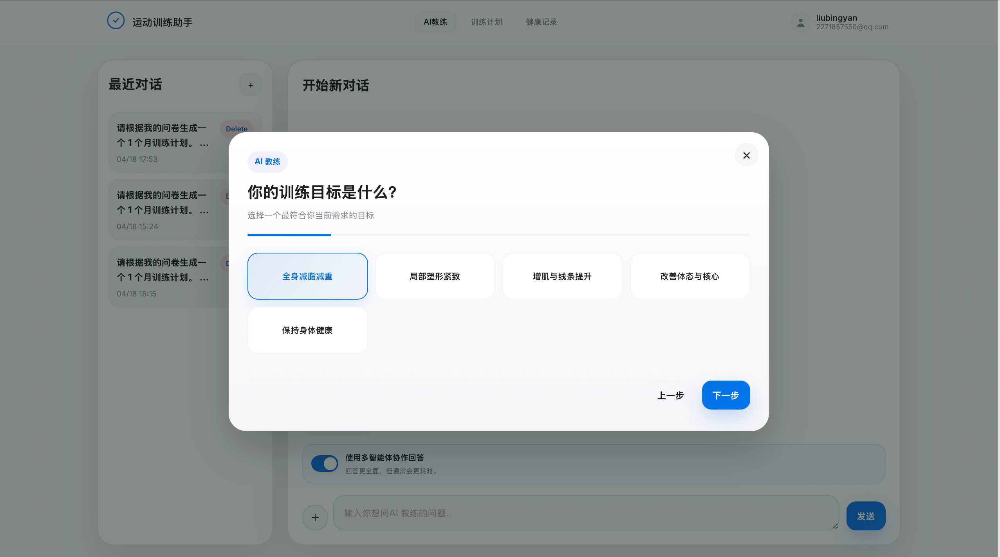 运动训练助手
AI教练
训练计划
健康记录
liubingyan
2271857550@qq.com
最近对话
+
请根据我的问卷生成一
个 1 个月训练计划。 ...
Delete
04/18 17:53
请根据我的问卷生成一
个 1 个月训练计划。 ...
04/18 15:24
请根据我的问卷生成一
个 1 个月训练计划。 ...
04/18 15:15
开始新对话
AI 教练
你的训练目标是什么?
选择一个最符合你当前需求的目标
全身减脂减重
局部塑形紧致
增肌与线条提升
改善体态与核心
保持身体健康
上一步
下一步
使用多智能体协作回答
回答更全面，但通常会更耗时。
+
输入你想问AI 教练的问题..
发送